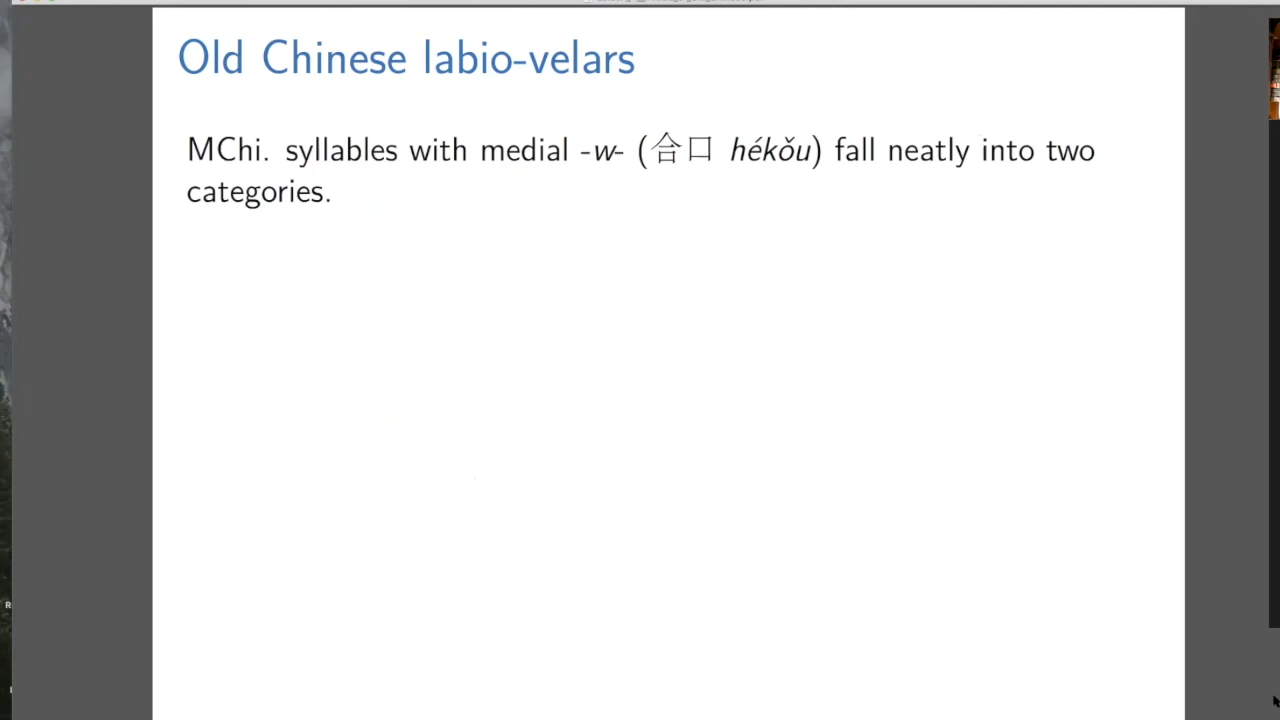 Old Chinese labio-velars
MChi. syllables with medial -w- (合口 hékǒu) fall neatly into two
categories.
R